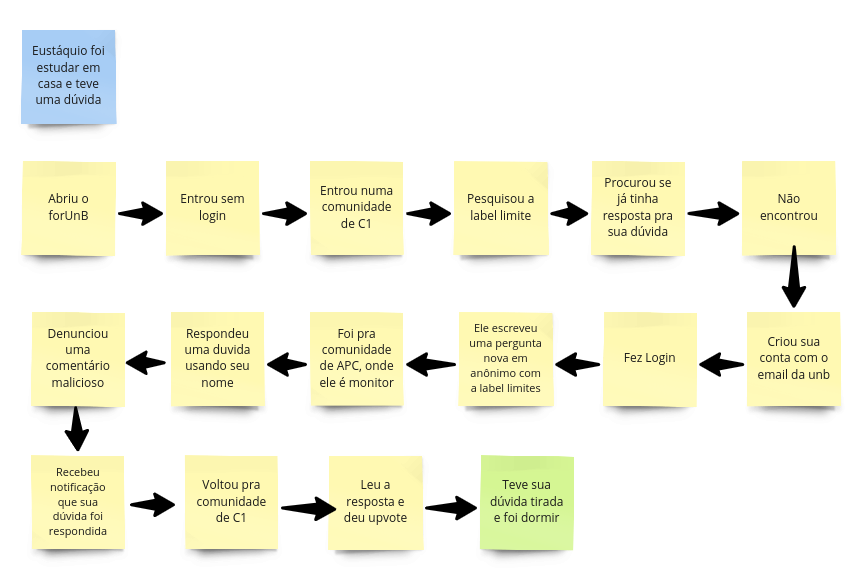 Eustáquio foi
estudar em
casa e teve
uma dúvida
Abriu o
forUnB
Entrou sem
login
Entrou numa
comunidade
de C1
Pesquisou a
label limite
Procurou se
já tinha
resposta pra
sua dúvida
Não
encontrou
Criou sua
conta com o
email da unb
Fez Login
Ele escreveu
uma pergunta
nova em
anônimo com
a label limites
Foi pra
comunidade
de APC, onde
ele é monitor
Respondeu
uma duvida
usando seu
nome
Denunciou
uma
comentário
malicioso
Recebeu
notificação
que sua
dúvida foi
respondida
Voltou pra
comunidade
de C1
Leu a
resposta e
deu upvote
Teve sua
dúvida tirada
e foi dormir